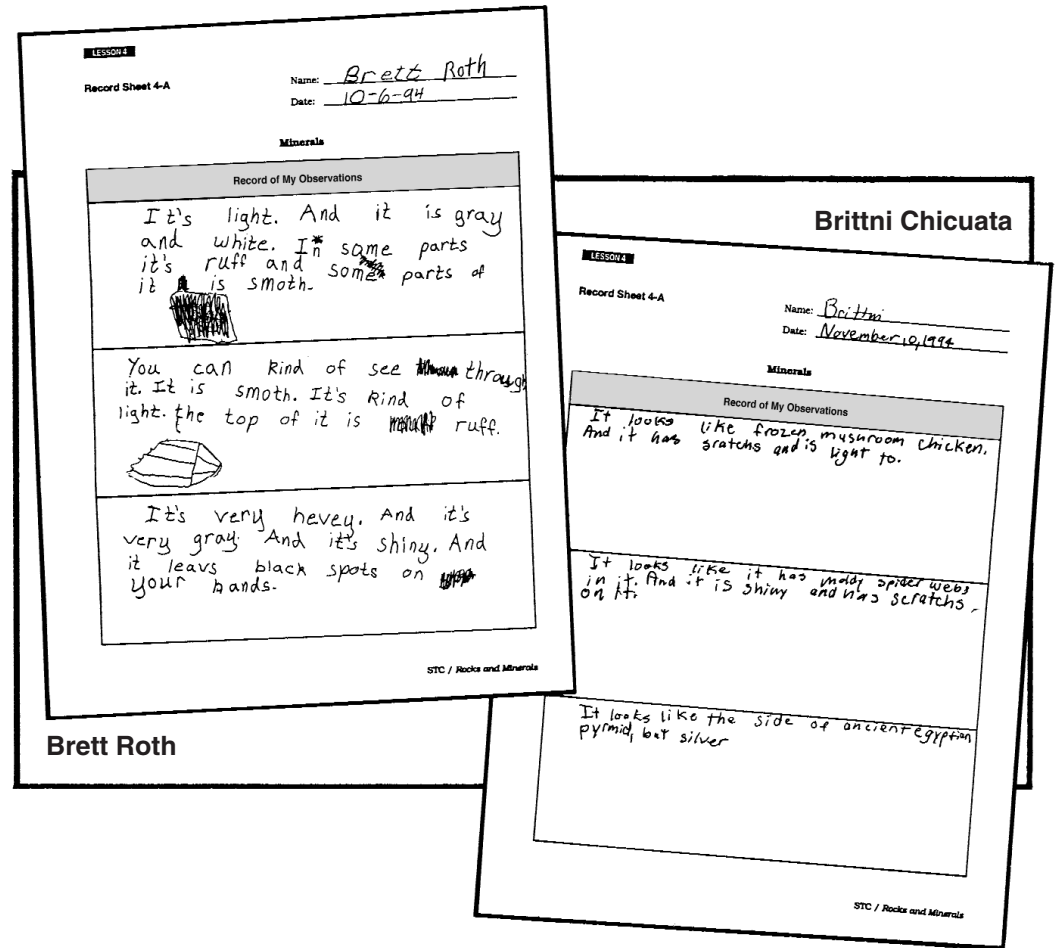 LESSON 4
Record Sheet 4-A
Name: Brett Roth
Date: 10-6-94
Minerals
Record of My Observations
It's light. And it is gray
and white. In some parts
it's ruff and some parts of
it is smoth.
You can kind of see through
it. It is smoth. It's kind of
light. the top of it is ruff.
It's very hevey. And it's
very gray. And it's shiny. And
it leavs black spots on
your hands.
STC / Rocks and Minerals
Brett Roth
Brittni Chicuata
LESSON 4
Record Sheet 4-A
Name: Brittni
Date: November 10, 1994
Minerals
Record of My Observations
It looks like frozen mushroom chicken.
And it has sratchs and is light to.
It looks like it has moldy spider webs
in it. And it is shiny and has scratchs
on it.
It looks like the side of ancient egyption
pyrmid, but silver
STC / Rocks and Minerals